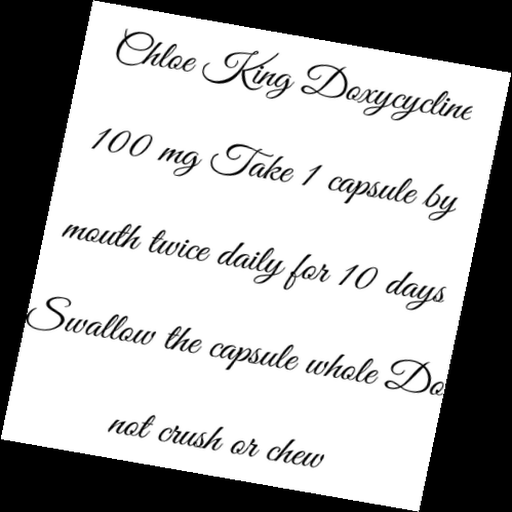 Chloe King Doxycycline
100 mg Take 1 capsule by
mouth twice daily for 10 days
Swallow the capsule whole Do
not crush or chew